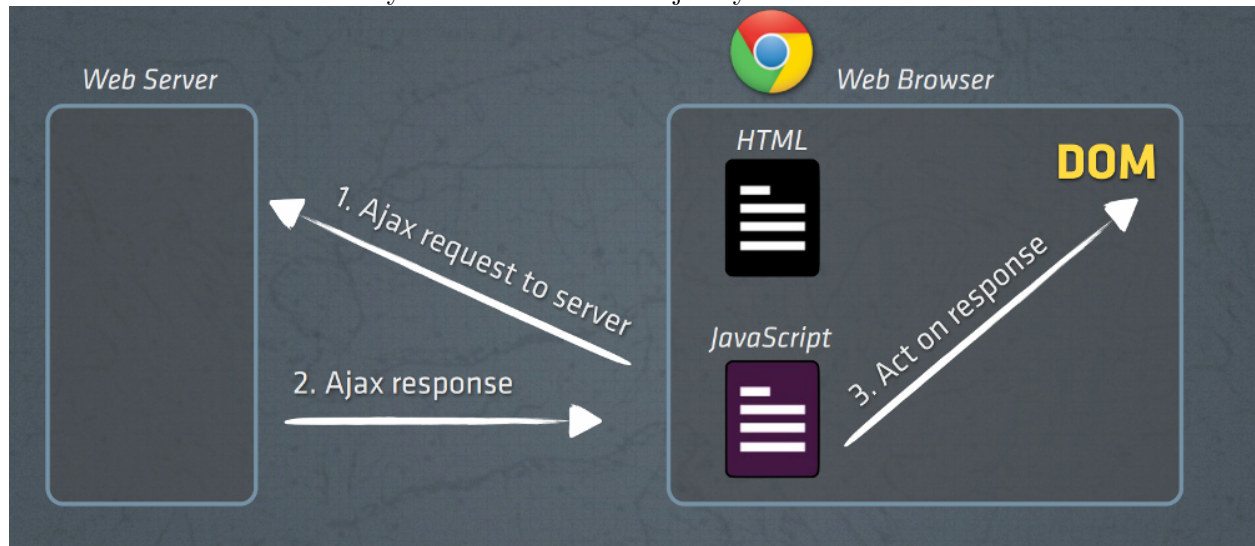 Web Server
Web Browser
HTML
DOM
1. Ajax request to server
JavaScript
2. Ajax response
3. Act on response